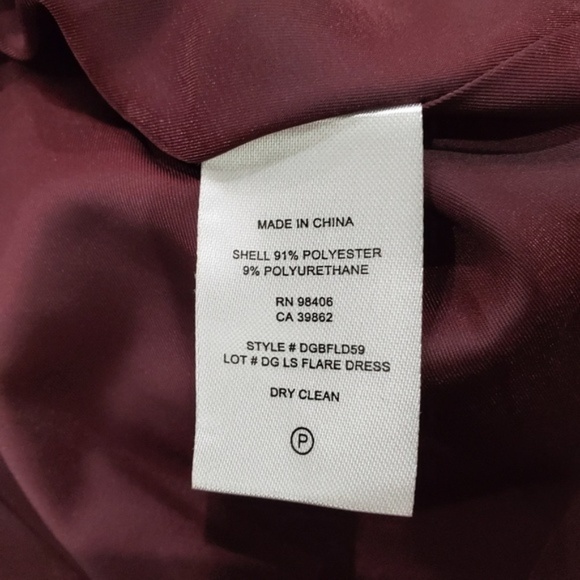 MADE IN CHINA
SHELL 91% POLYESTER
9% POLYURETHANE
RN 98406
CA 39862
STYLE # DGBFLD59
LOT # DG LS FLARE DRESS
DRY CLEAN
P